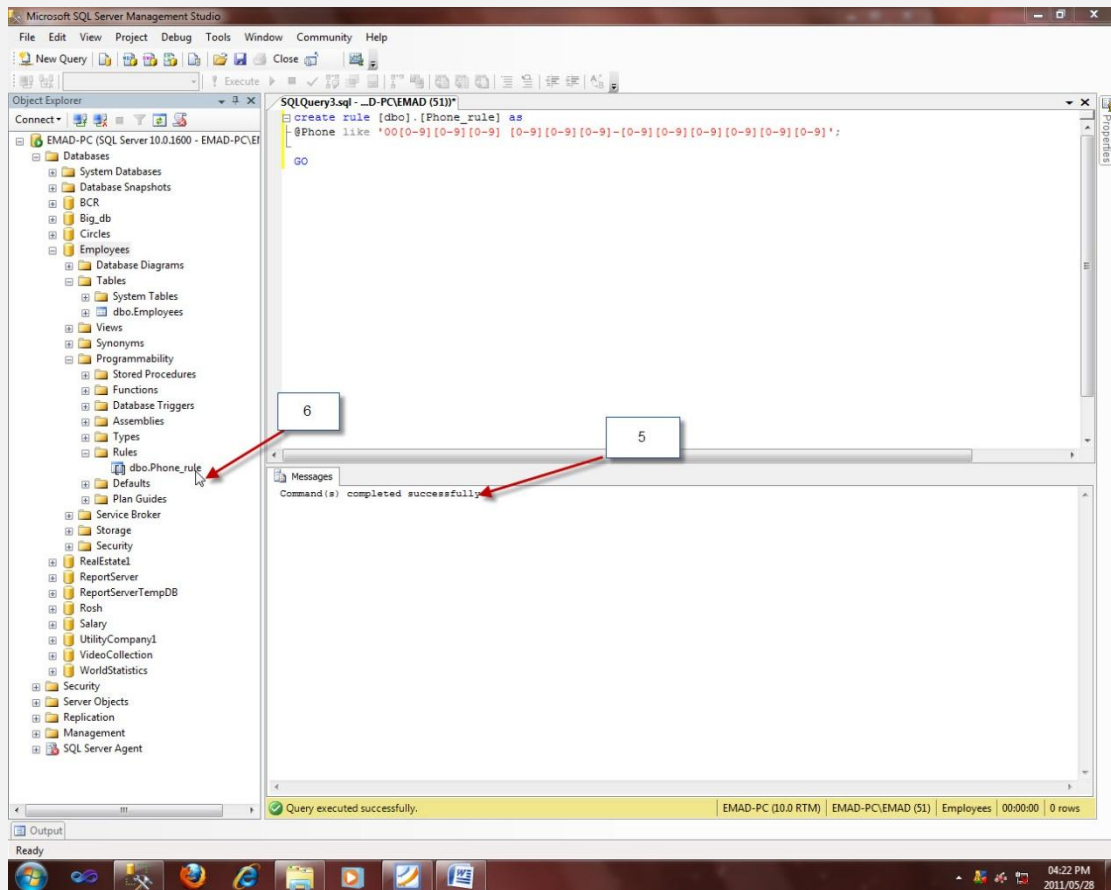 Microsoft SQL Server Management Studio
File Edit View Project Debug Tools Window Community Help
New Query Close
Execute
Object Explorer
SQLQuery3.sql - ...D-PC\EMAD (51))*
Connect
create rule [dbo].[Phone_rule] as
@Phone like '00[0-9][0-9][0-9] [0-9][0-9][0-9]-[0-9][0-9][0-9][0-9][0-9][0-9]';
GO
Properties
EMAD-PC (SQL Server 10.0.1600 - EMAD-PC\EM
Databases
System Databases
Database Snapshots
BCR
Big_db
Circles
Employees
Database Diagrams
Tables
System Tables
dbo.Employees
Views
Synonyms
Programmability
Stored Procedures
Functions
Database Triggers
Assemblies
Types
Rules
dbo.Phone_rule
Defaults
Plan Guides
Service Broker
Storage
Security
RealEstate1
ReportServer
ReportServerTempDB
Rosh
Salary
UtilityCompany1
VideoCollection
WorldStatistics
Security
Server Objects
Replication
Management
SQL Server Agent
6
5
Messages
Command(s) completed successfully
Query executed successfully.
EMAD-PC (10.0 RTM) EMAD-PC\EMAD (51) Employees 00:00:00 0 rows
Output
Ready
04:22 PM
2011/05/28